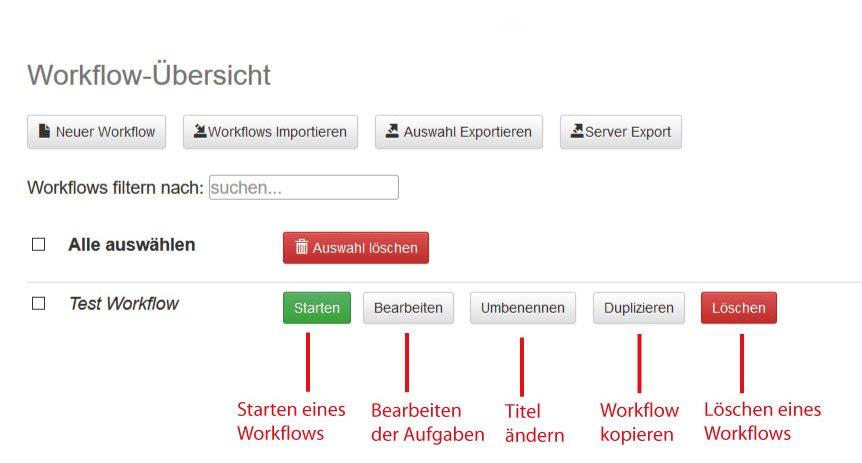 Workflow-Übersicht
Neuer Workflow Workflows Importieren Auswahl Exportieren Server Export
Workflows filtern nach: suchen...
Alle auswählen Auswahl löschen
Test Workflow Starten Bearbeiten Umbenennen Duplizieren Löschen
Starten eines Bearbeiten Titel Workflow Löschen eines
Workflows der Aufgaben ändern kopieren Workflows